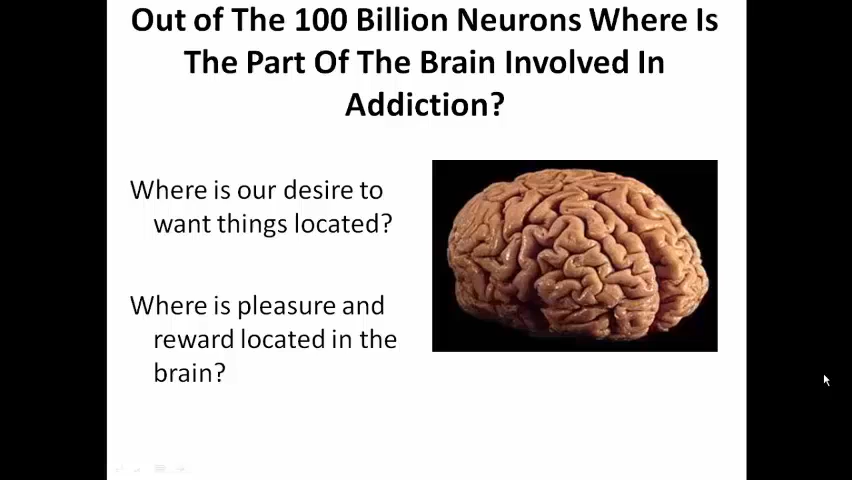 Out of The 100 Billion Neurons Where Is
The Part Of The Brain Involved In
Addiction?
Where is our desire to
want things located?
Where is pleasure and
reward located in the
brain?